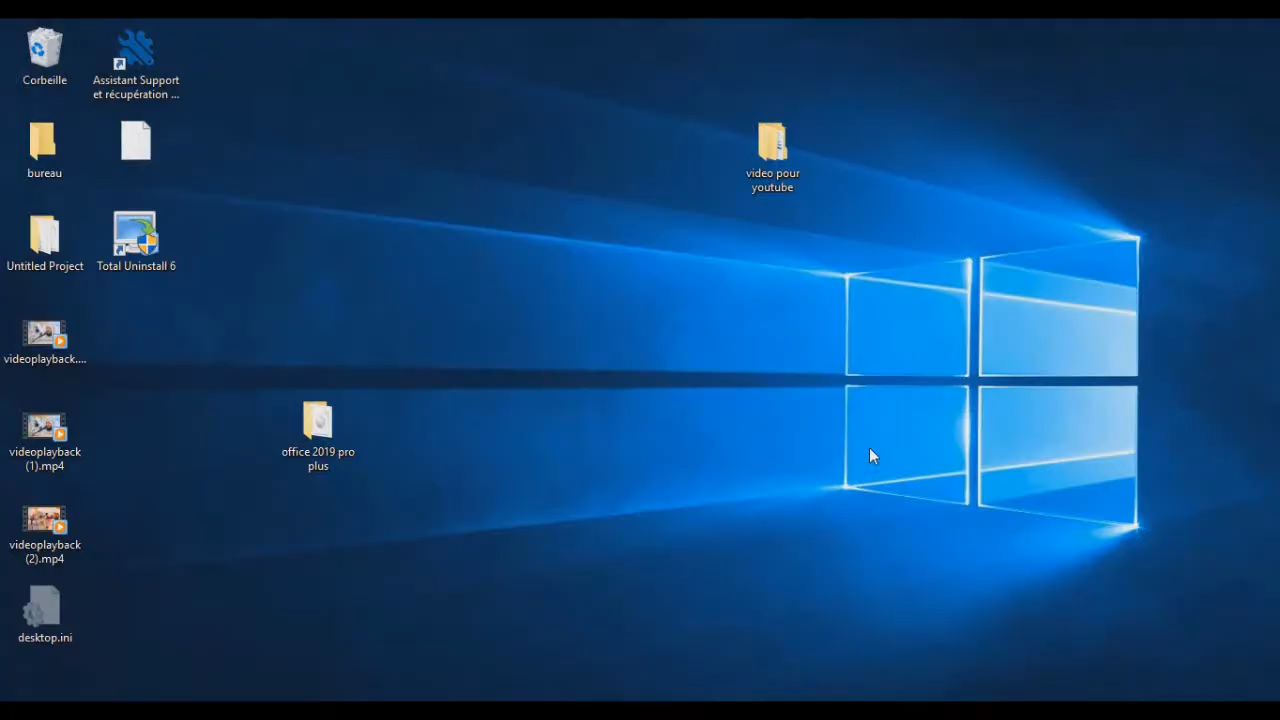 Corbeille
Assistant Support
et récupération ...
bureau
Untitled Project
Total Uninstall 6
videoplayback....
videoplayback
(1).mp4
videoplayback
(2).mp4
desktop.ini
office 2019 pro
plus
video pour
youtube